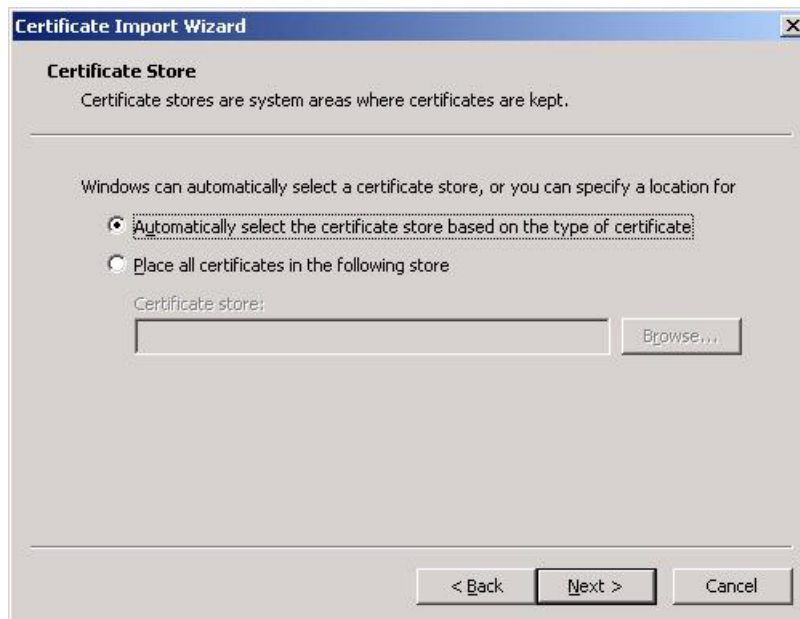 Certificate Import Wizard
Certificate Store
Certificate stores are system areas where certificates are kept.
Windows can automatically select a certificate store, or you can specify a location for
Automatically select the certificate store based on the type of certificate
Place all certificates in the following store
Certificate store:
Browse...
< Back Next > Cancel